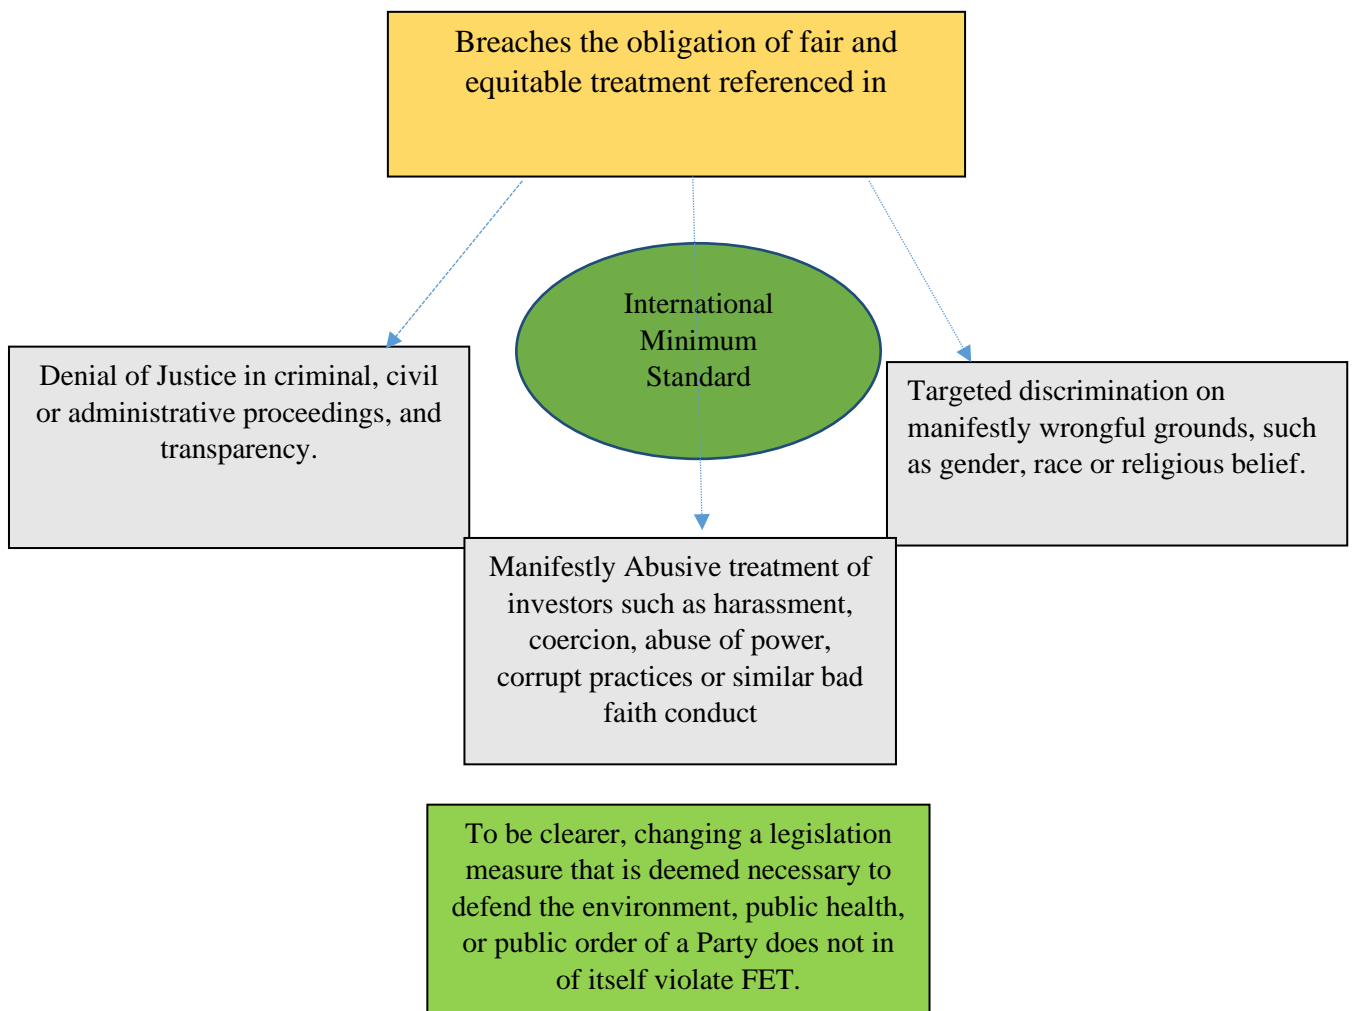 Breaches the obligation of fair and
equitable treatment referenced in
International
Minimum
Standard
Denial of Justice in criminal, civil
or administrative proceedings, and
transparency.
Targeted discrimination on
manifestly wrongful grounds, such
as gender, race or religious belief.
Manifestly Abusive treatment of
investors such as harassment,
coercion, abuse of power,
corrupt practices or similar bad
faith conduct
To be clearer, changing a legislation
measure that is deemed necessary to
defend the environment, public health,
or public order of a Party does not in
of itself violate FET.